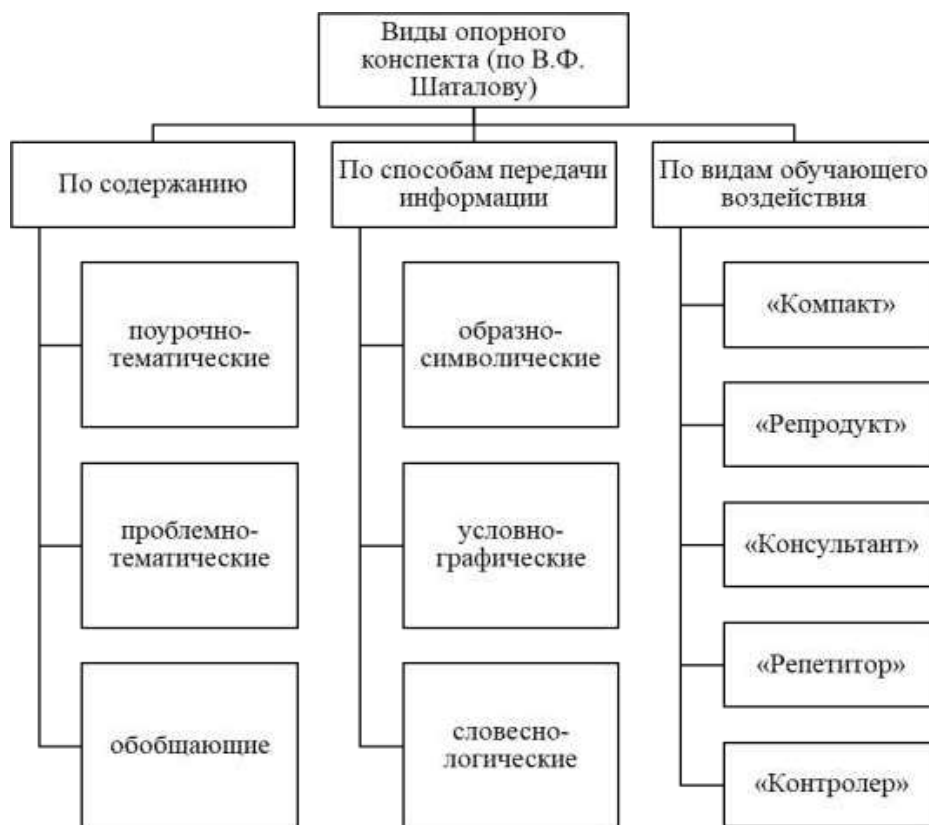 Виды опорного
конспекта (по В.Ф.
Шаталову)
По содержанию
поурочно-
тематические
проблемно-
тематические
обобщающие
По способам передачи
информации
образно-
символические
условно-
графические
словесно-
логические
По видам обучающего
воздействия
«Компакт»
«Репродукт»
«Консультант»
«Репетитор»
«Контролер»